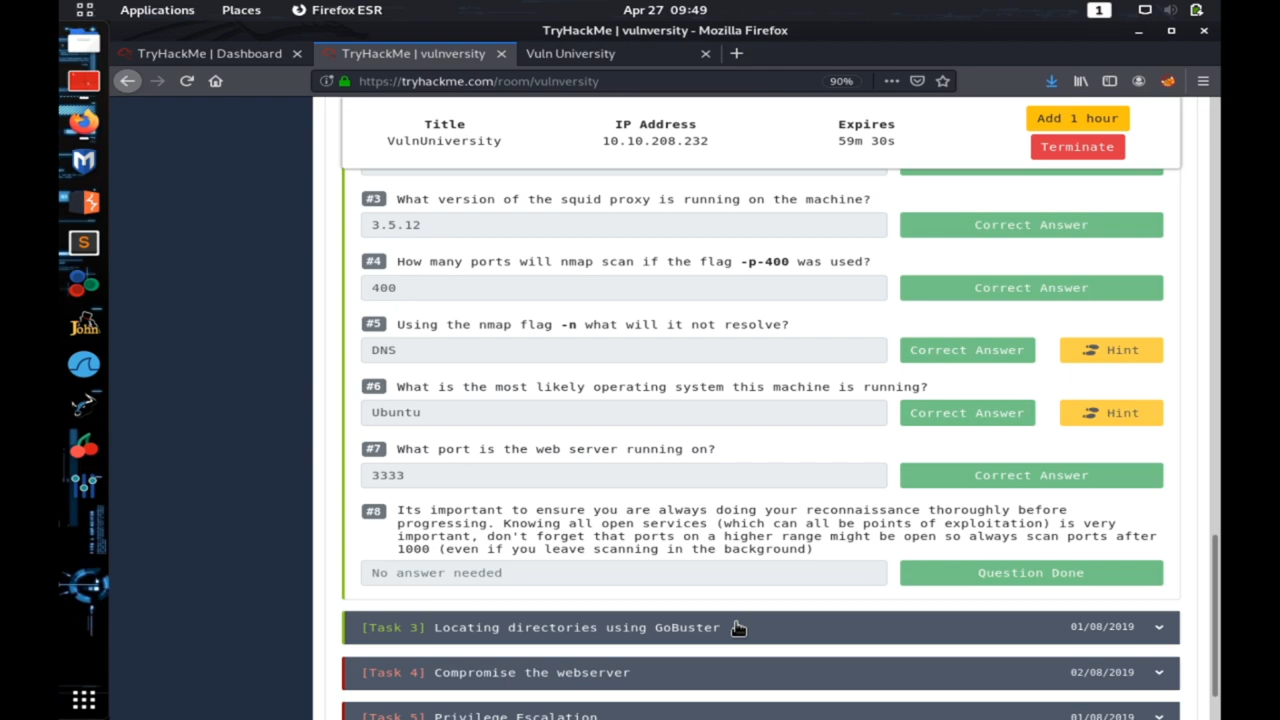 Applications Places Firefox ESR Apr 27 09:49 1
TryHackMe | vulnversity - Mozilla Firefox
TryHackMe | Dashboard TryHackMe | vulnversity Vuln University
https://tryhackme.com/room/vulnversity 90%
Title IP Address Expires Add 1 hour
VulnUniversity 10.10.208.232 59m 30s Terminate
#3 What version of the squid proxy is running on the machine?
3.5.12 Correct Answer
#4 How many ports will nmap scan if the flag -p-400 was used?
400 Correct Answer
#5 Using the nmap flag -n what will it not resolve?
DNS Correct Answer Hint
#6 What is the most likely operating system this machine is running?
Ubuntu Correct Answer Hint
#7 What port is the web server running on?
3333 Correct Answer
#8 Its important to ensure you are always doing your reconnaissance thoroughly before
progressing. Knowing all open services (which can all be points of exploitation) is very
important, don't forget that ports on a higher range might be open so always scan ports after
1000 (even if you leave scanning in the background)
No answer needed Question Done
[Task 3] Locating directories using GoBuster 01/08/2019
[Task 4] Compromise the webserver 02/08/2019
[Task 5] Privilege Escalation 01/08/2019
S
John